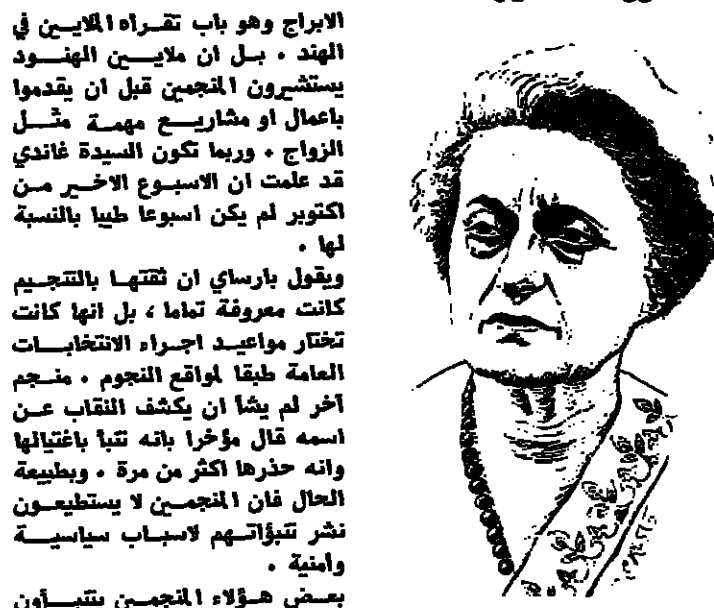 الابراج وهو باب تقرأه الملايين في
الهند . بل ان ملايين الهنود
يستشيرون المنجمين قبل ان يقدموا
باعمال او مشاريع مهمة مثل
الزواج . وربما تكون السيدة غاندي
قد علمت ان الاسبوع الاخير من
اكتوبر لم يكن اسبوعا طيبا بالنسبة
لها .
ويقول بارساي ان ثقتها بالتنجيم
كانت معروفة تماما ، بل انها كانت
تختار مواعيد اجراء الانتخابات
العامة طبقا لمواقع النجوم . منجم
آخر لم يشأ ان يكشف النقاب عن
اسمه قال مؤخرا بانه تنبأ باغتيالها
وانه حذرها اكثر من مرة . وبطبيعة
الحال فان المنجمين لا يستطيعون
نشر تنبؤاتهم لاسباب سياسية
وأمنية .
بعض هؤلاء المنجمين يتنبأون